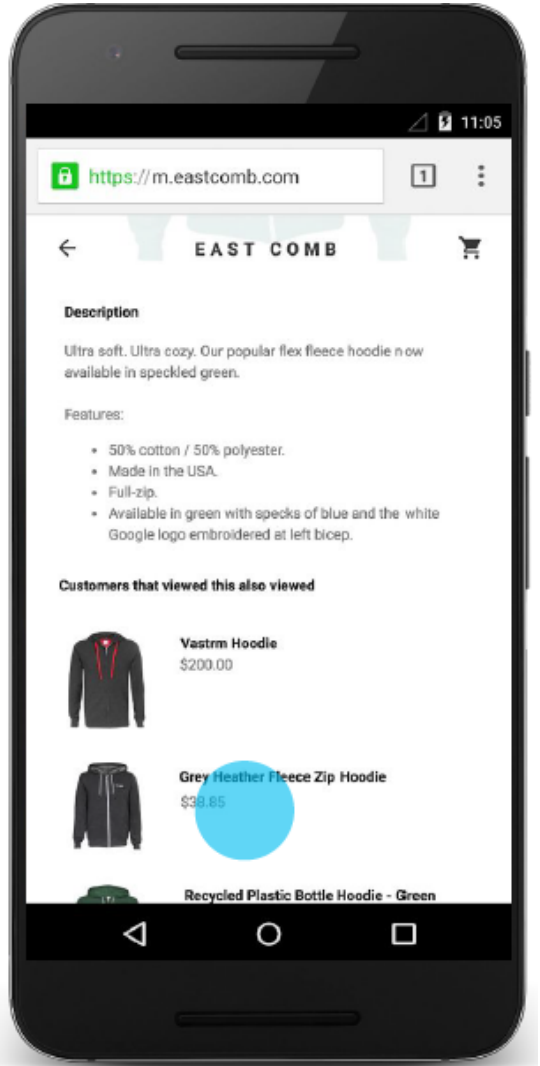 11:05
https://m.eastcomb.com
1
EAST COMB
Description
Ultra soft. Ultra cozy. Our popular flex fleece hoodie now
available in speckled green.
Features:
• 50% cotton / 50% polyester.
• Made in the USA.
• Full-zip.
• Available in green with specks of blue and the white
Google logo embroidered at left bicep.
Customers that viewed this also viewed
Vastrm Hoodie
$200.00
Grey Heather Fleece Zip Hoodie
$38.85
Recycled Plastic Bottle Hoodie - Green